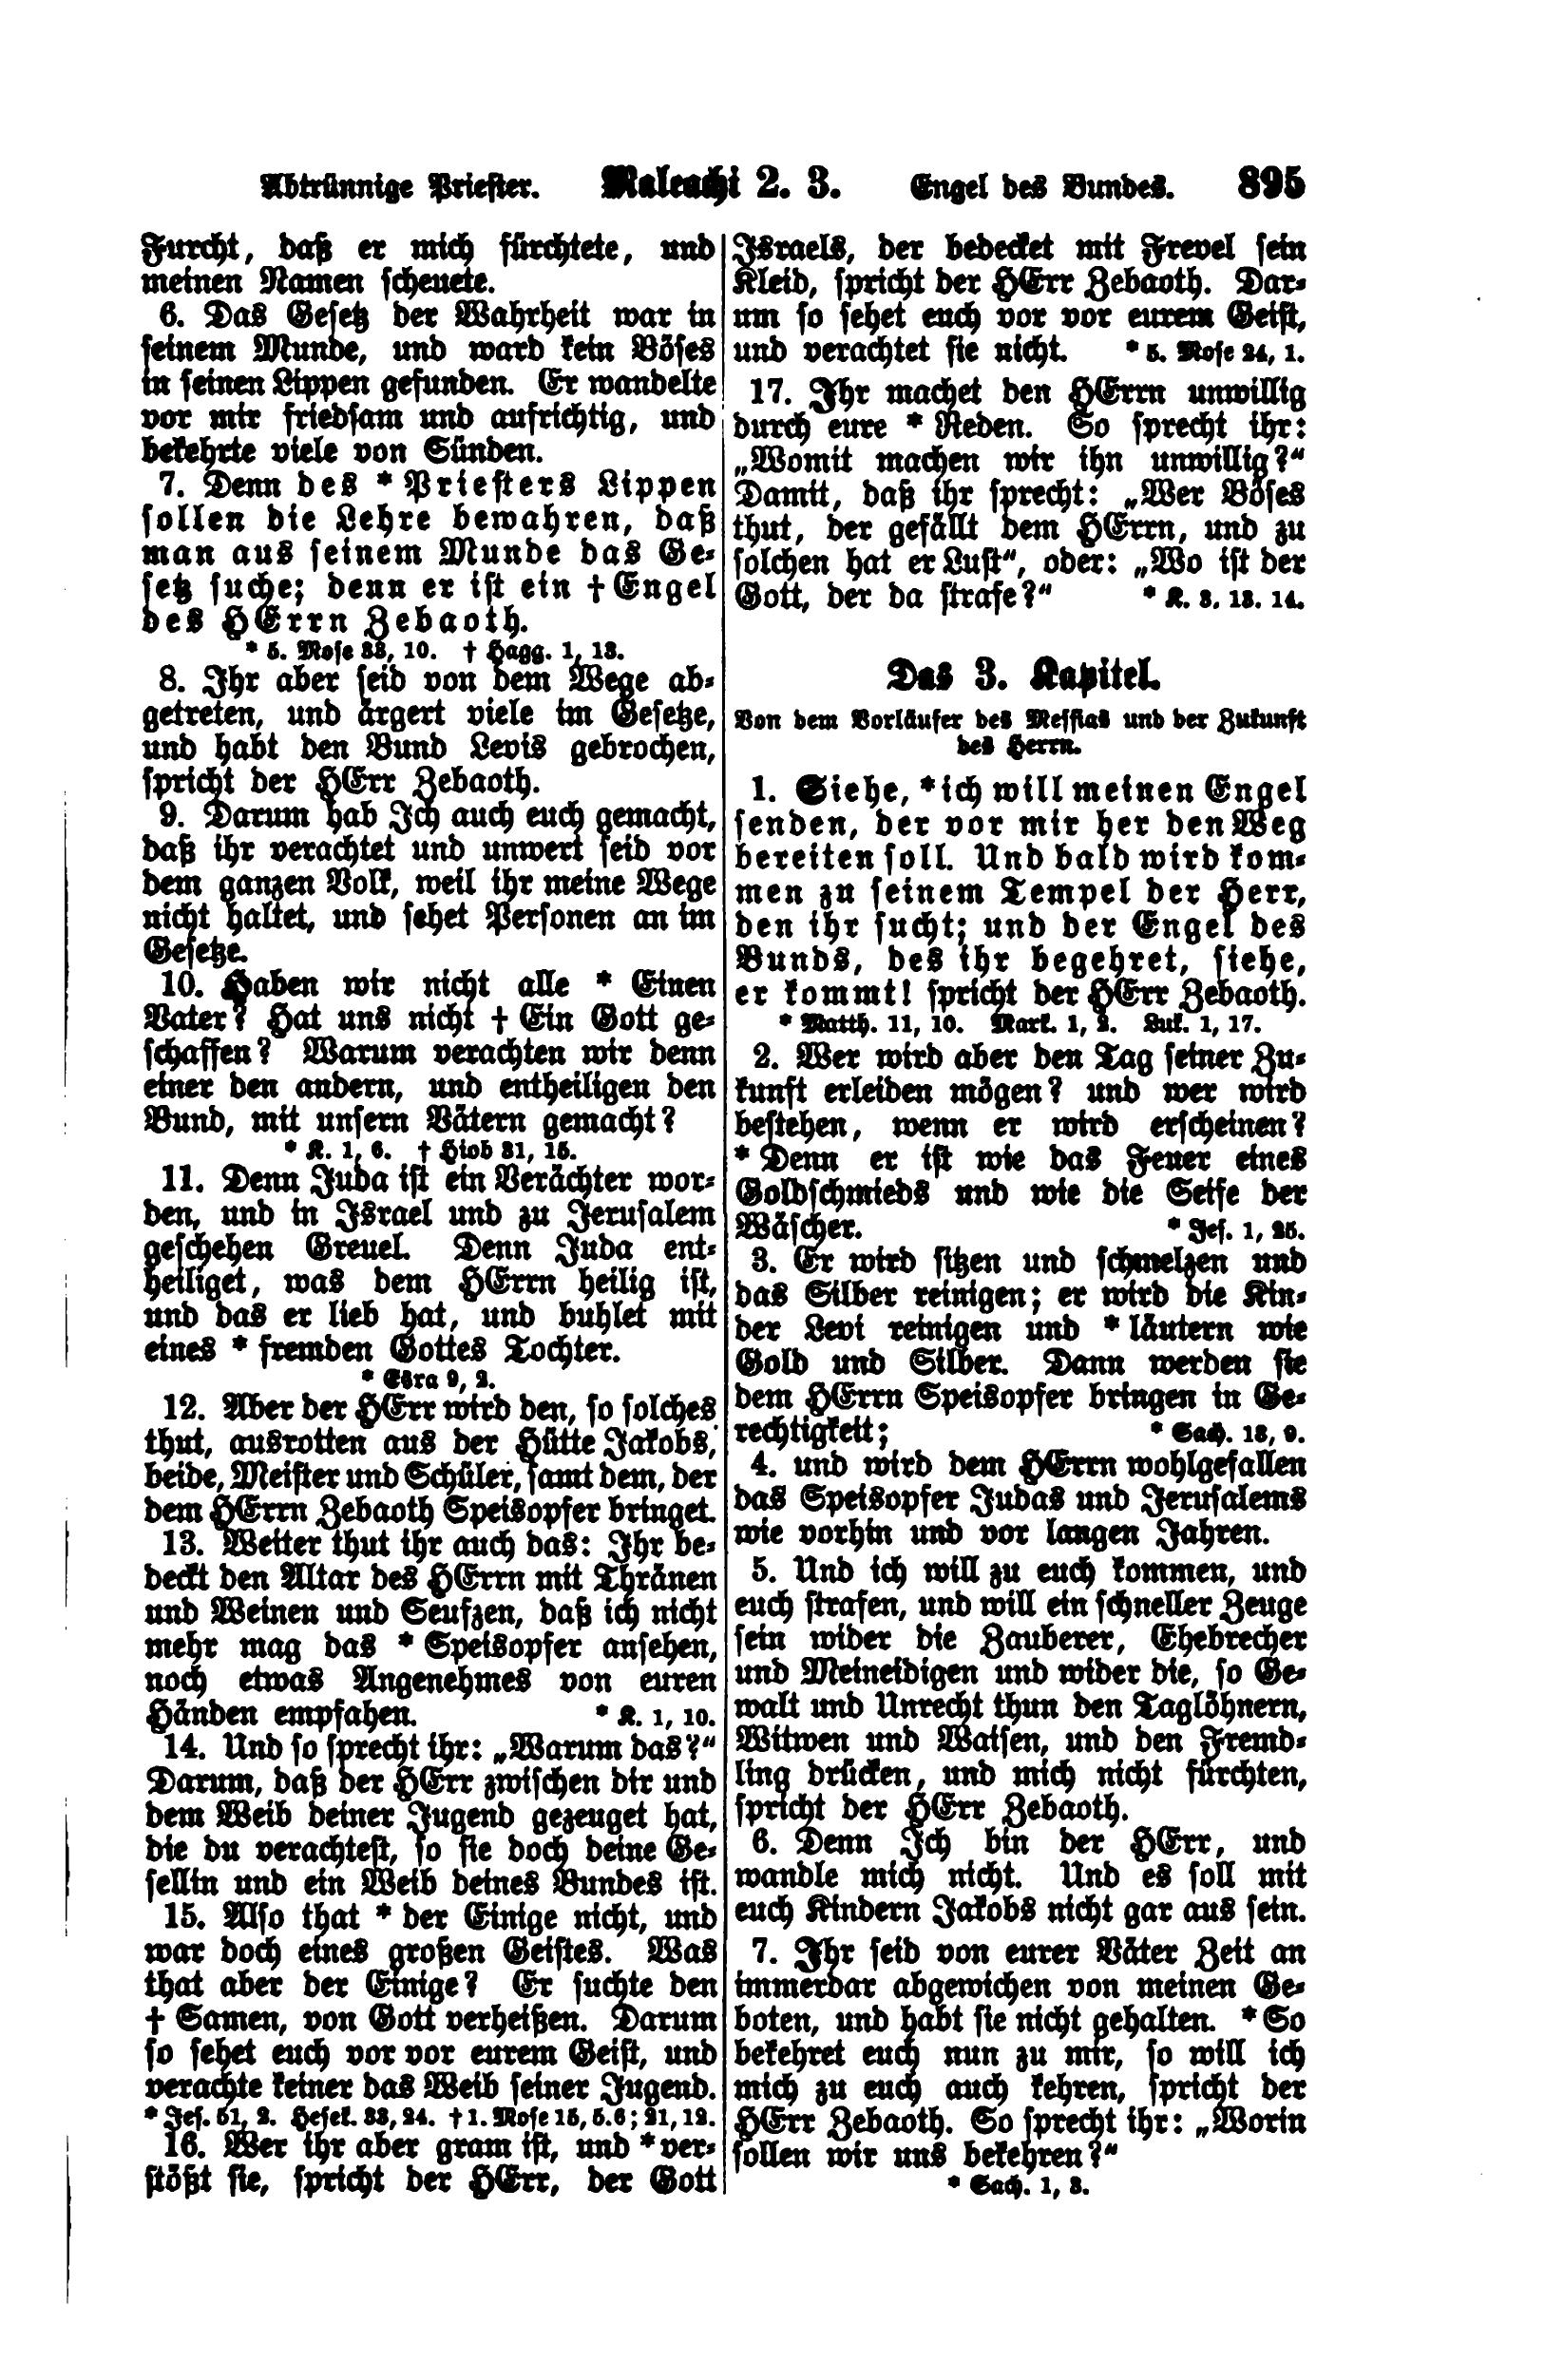 Abtrünnige Priester. Maleachi 2. 3. Engel des Bundes. 895
Furcht, daß er mich fürchtete, und
meinen Namen scheuete.
6. Das Gesetz der Wahrheit war in
seinem Munde, und ward kein Böses
in seinen Lippen gefunden. Er wandelte
vor mir friedsam und aufrichtig, und
bekehrte viele von Sünden.
7. Denn des * Priesters Lippen
sollen die Lehre bewahren, daß
man aus seinem Munde das Ge-
setz suche; denn er ist ein † Engel
des HErrn Zebaoth.
* 5. Mose 33, 10. † Hagg. 1, 13.
8. Ihr aber seid von dem Wege ab-
getreten, und ärgert viele im Gesetze,
und habt den Bund Levis gebrochen,
spricht der HErr Zebaoth.
9. Darum hab Ich auch euch gemacht,
daß ihr verachtet und unwert seid vor
dem ganzen Volk, weil ihr meine Wege
nicht haltet, und sehet Personen an im
Gesetze.
10. Haben wir nicht alle * Einen
Vater? Hat uns nicht † Ein Gott ge-
schaffen? Warum verachten wir denn
einer den andern, und entheiligen den
Bund, mit unsern Vätern gemacht?
* K. 1, 6. † Hiob 31, 15.
11. Denn Juda ist ein Verächter wor-
den, und in Israel und zu Jerusalem
geschehen Greuel. Denn Juda ent-
heiliget, was dem HErrn heilig ist,
und das er lieb hat, und buhlet mit
eines * fremden Gottes Tochter.
* Esra 9, 2.
12. Aber der HErr wird den, so solches
thut, ausrotten aus der Hütte Jakobs,
beide, Meister und Schüler, samt dem, der
dem HErrn Zebaoth Speisopfer bringet.
13. Weiter thut ihr auch das: Ihr be-
deckt den Altar des HErrn mit Thränen
und Weinen und Seufzen, daß ich nicht
mehr mag das * Speisopfer ansehen,
noch etwas Angenehmes von euren
Händen empfahen. * K. 1, 10.
14. Und so sprecht ihr: „Warum das?“
Darum, daß der HErr zwischen dir und
dem Weib deiner Jugend gezeuget hat,
die du verachtest, so sie doch deine Ge-
sellin und ein Weib deines Bundes ist.
15. Also that * der Einige nicht, und
war doch eines großen Geistes. Was
that aber der Einige? Er suchte den
† Samen, von Gott verheißen. Darum
so sehet euch vor vor eurem Geist, und
verachte keiner das Weib seiner Jugend.
* Jes. 51, 2. Hesek. 33, 24. † 1. Mose 15, 5. 6; 21, 12.
16. Wer ihr aber gram ist, und * ver-
stößt sie, spricht der HErr, der Gott
Israels, der bedecket mit Frevel sein
Kleid, spricht der HErr Zebaoth. Dar-
um so sehet euch vor vor eurem Geist,
und verachtet sie nicht. * 5. Mose 24, 1.
17. Ihr machet den HErrn unwillig
durch eure * Reden. So sprecht ihr:
„Womit machen wir ihn unwillig?“
Damit, daß ihr sprecht: „Wer Böses
thut, der gefällt dem HErrn, und zu
solchen hat er Lust“, oder: „Wo ist der
Gott, der da strafe?“ * K. 3, 13. 14.
Das 3. Kapitel.
Von dem Vorläufer des Messias und der Zukunft
des Herrn.
1. Siehe, * ich will meinen Engel
senden, der vor mir her den Weg
bereiten soll. Und bald wird kom-
men zu seinem Tempel der Herr,
den ihr sucht; und der Engel des
Bunds, des ihr begehret, siehe,
er kommt! spricht der HErr Zebaoth.
* Matth. 11, 10. Mark. 1, 2. Luk. 1, 17.
2. Wer wird aber den Tag seiner Zu-
kunft erleiden mögen? und wer wird
bestehen, wenn er wird erscheinen?
* Denn er ist wie das Feuer eines
Goldschmieds und wie die Seife der
Wäscher. * Jes. 1, 25.
3. Er wird sitzen und schmelzen und
das Silber reinigen; er wird die Kin-
der Levi reinigen und * läutern wie
Gold und Silber. Dann werden sie
dem HErrn Speisopfer bringen in Ge-
rechtigkeit; * Sach. 13, 9.
4. und wird dem HErrn wohlgefallen
das Speisopfer Judas und Jerusalems
wie vorhin und vor langen Jahren.
5. Und ich will zu euch kommen, und
euch strafen, und will ein schneller Zeuge
sein wider die Zauberer, Ehebrecher
und Meineidigen und wider die, so Ge-
walt und Unrecht thun den Taglöhnern,
Witwen und Waisen, und den Fremd-
ling drücken, und mich nicht fürchten,
spricht der HErr Zebaoth.
6. Denn Ich bin der HErr, und
wandle mich nicht. Und es soll mit
euch Kindern Jakobs nicht gar aus sein.
7. Ihr seid von eurer Väter Zeit an
immerdar abgewichen von meinen Ge-
boten, und habt sie nicht gehalten. * So
bekehret euch nun zu mir, so will ich
mich zu euch auch kehren, spricht der
HErr Zebaoth. So sprecht ihr: „Worin
sollen wir uns bekehren?“
* Sach. 1, 3.